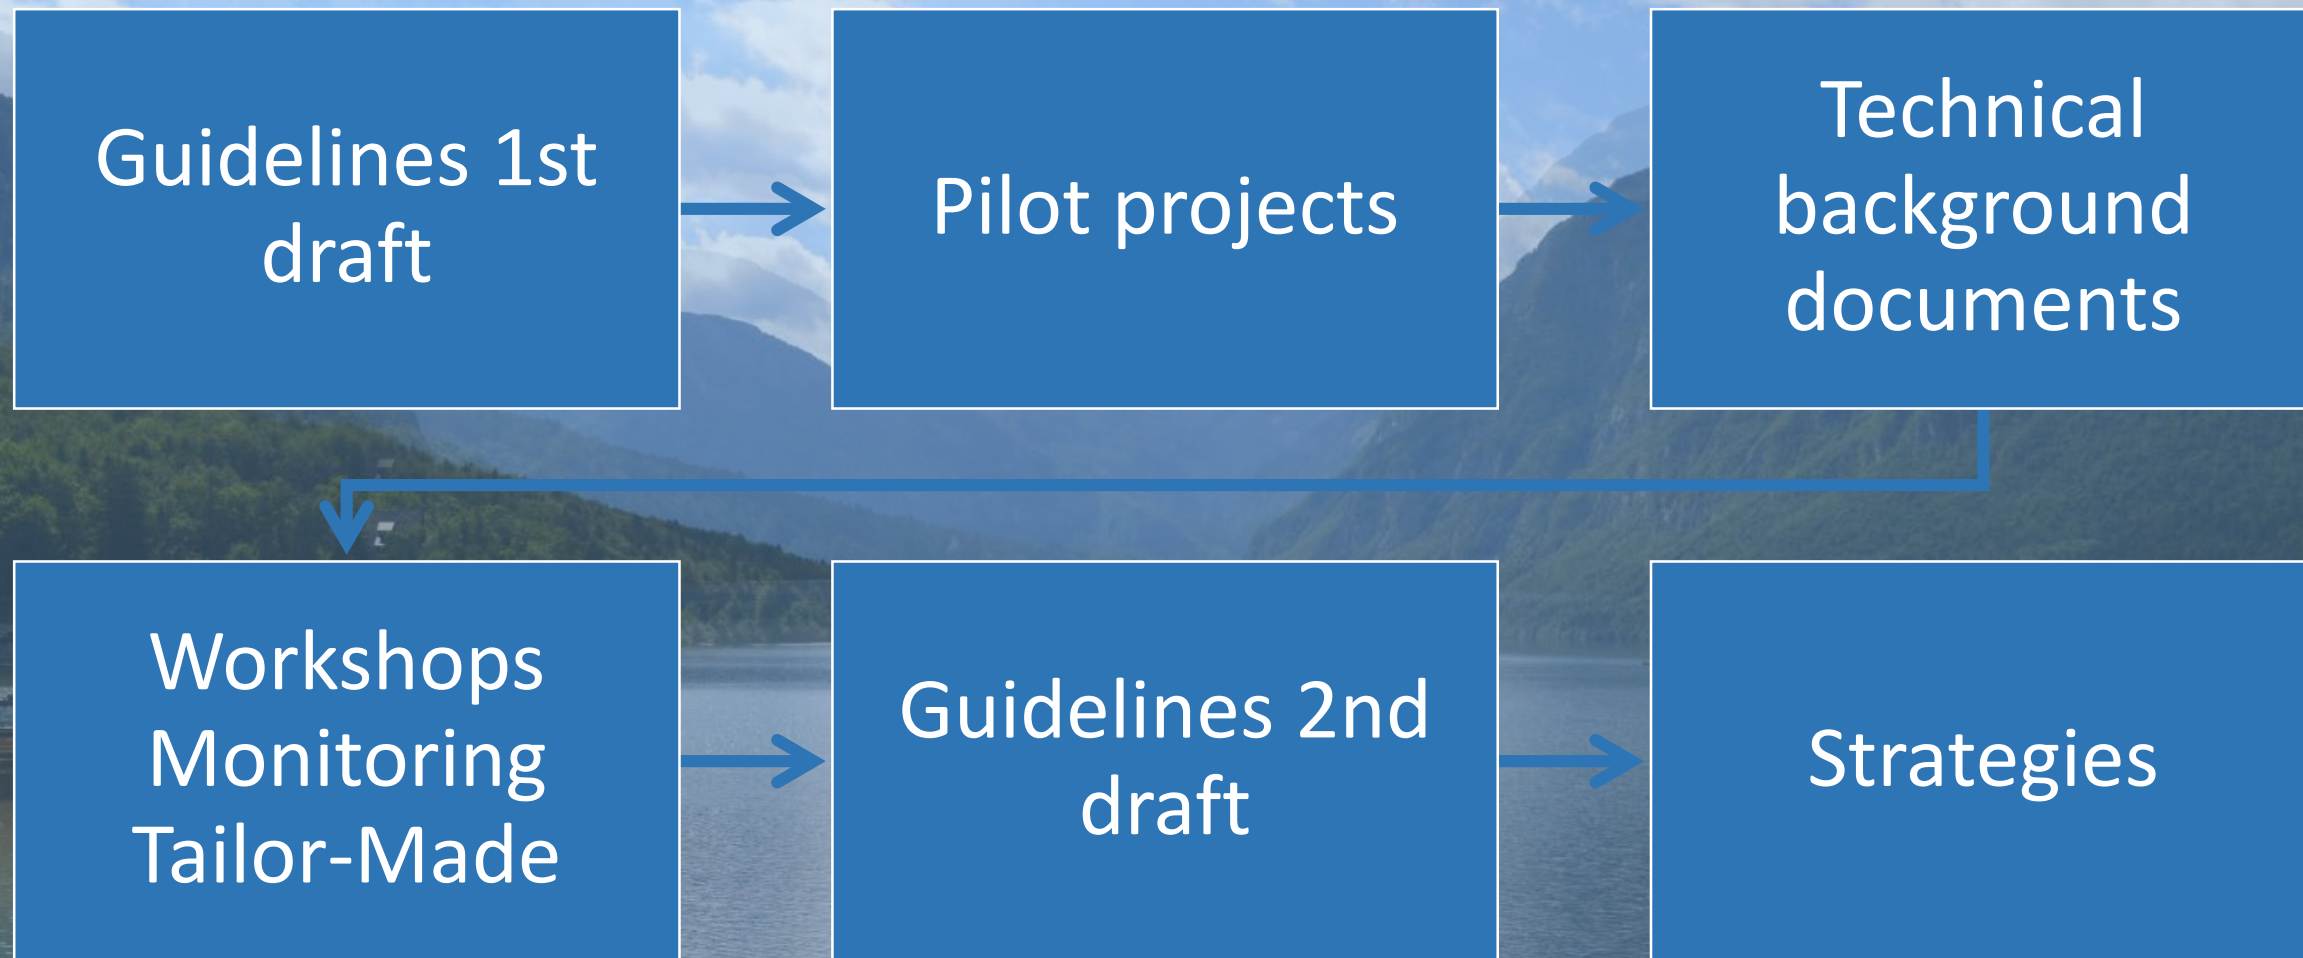 Guidelines 1st
draft
Pilot projects
Technical
background
documents
Workshops
Monitoring
Tailor-Made
Guidelines 2nd
draft
Strategies